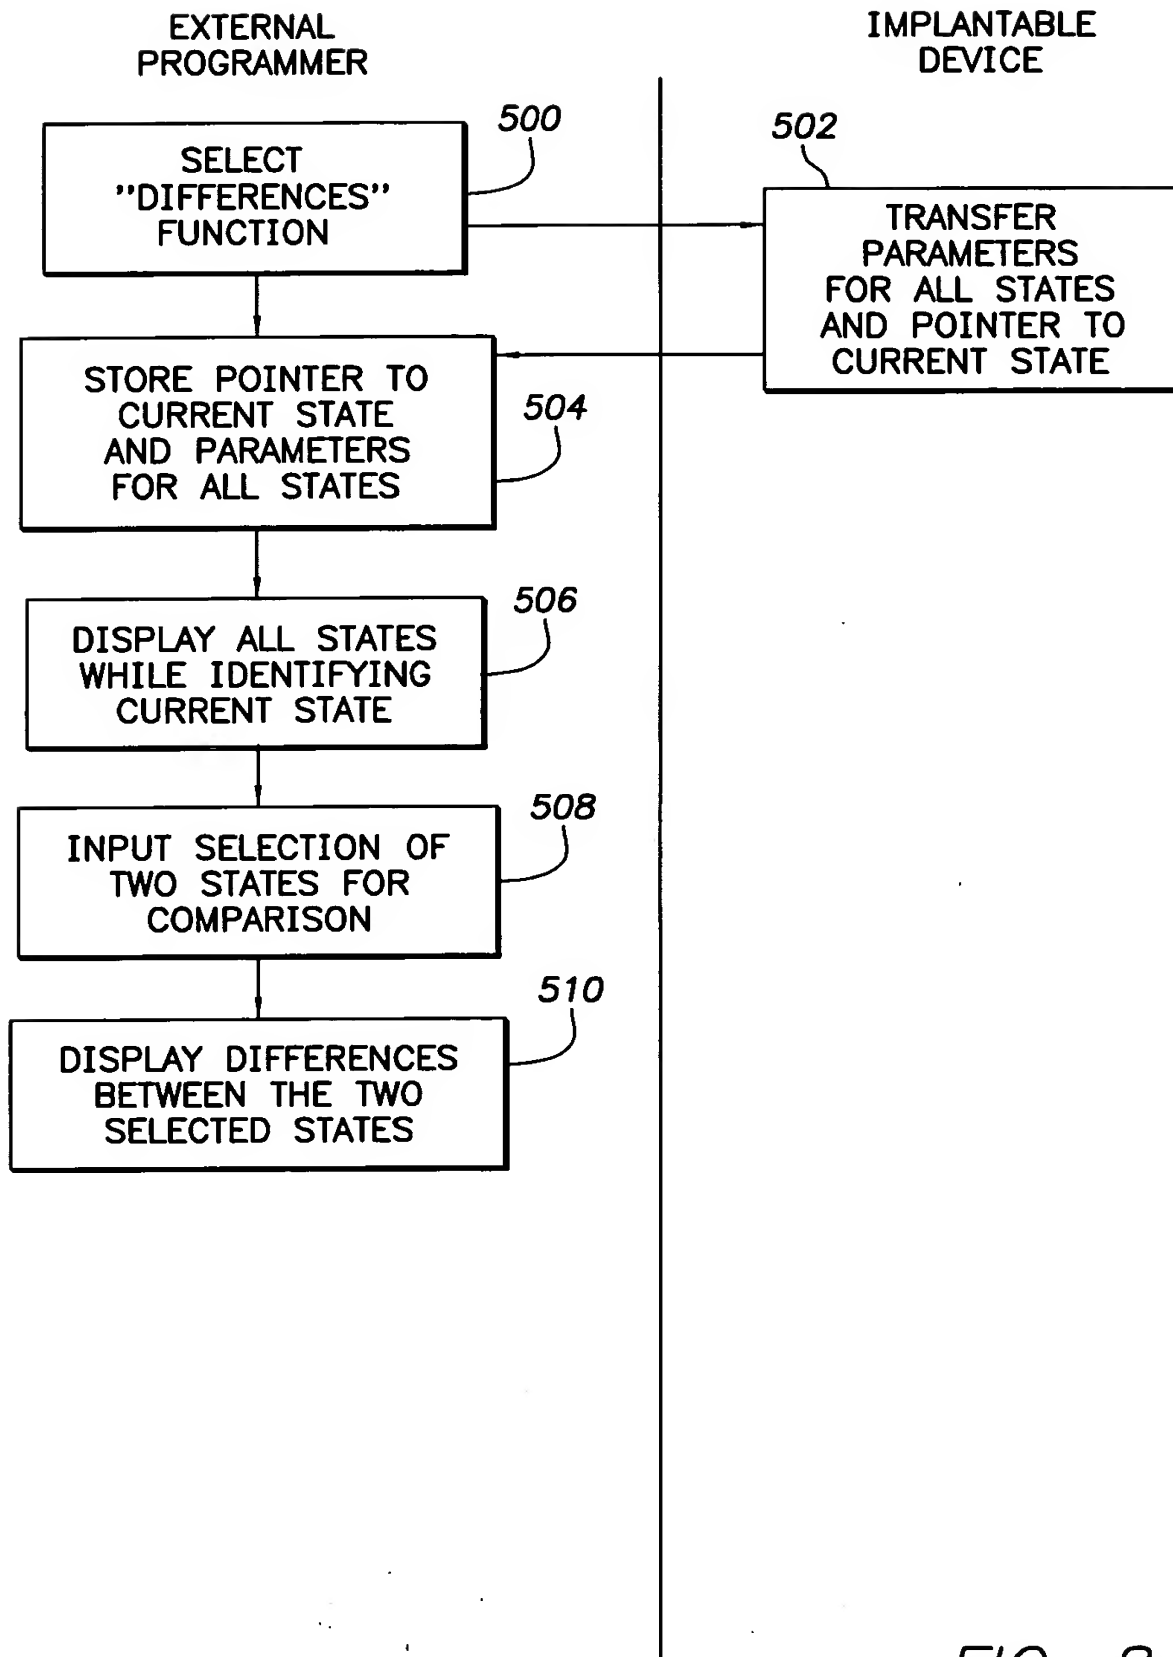 EXTERNAL
PROGRAMMER
IMPLANTABLE
DEVICE
500
SELECT
"DIFFERENCES"
FUNCTION
502
TRANSFER
PARAMETERS
FOR ALL STATES
AND POINTER TO
CURRENT STATE
504
STORE POINTER TO
CURRENT STATE
AND PARAMETERS
FOR ALL STATES
506
DISPLAY ALL STATES
WHILE IDENTIFYING
CURRENT STATE
508
INPUT SELECTION OF
TWO STATES FOR
COMPARISON
510
DISPLAY DIFFERENCES
BETWEEN THE TWO
SELECTED STATES
FIG.